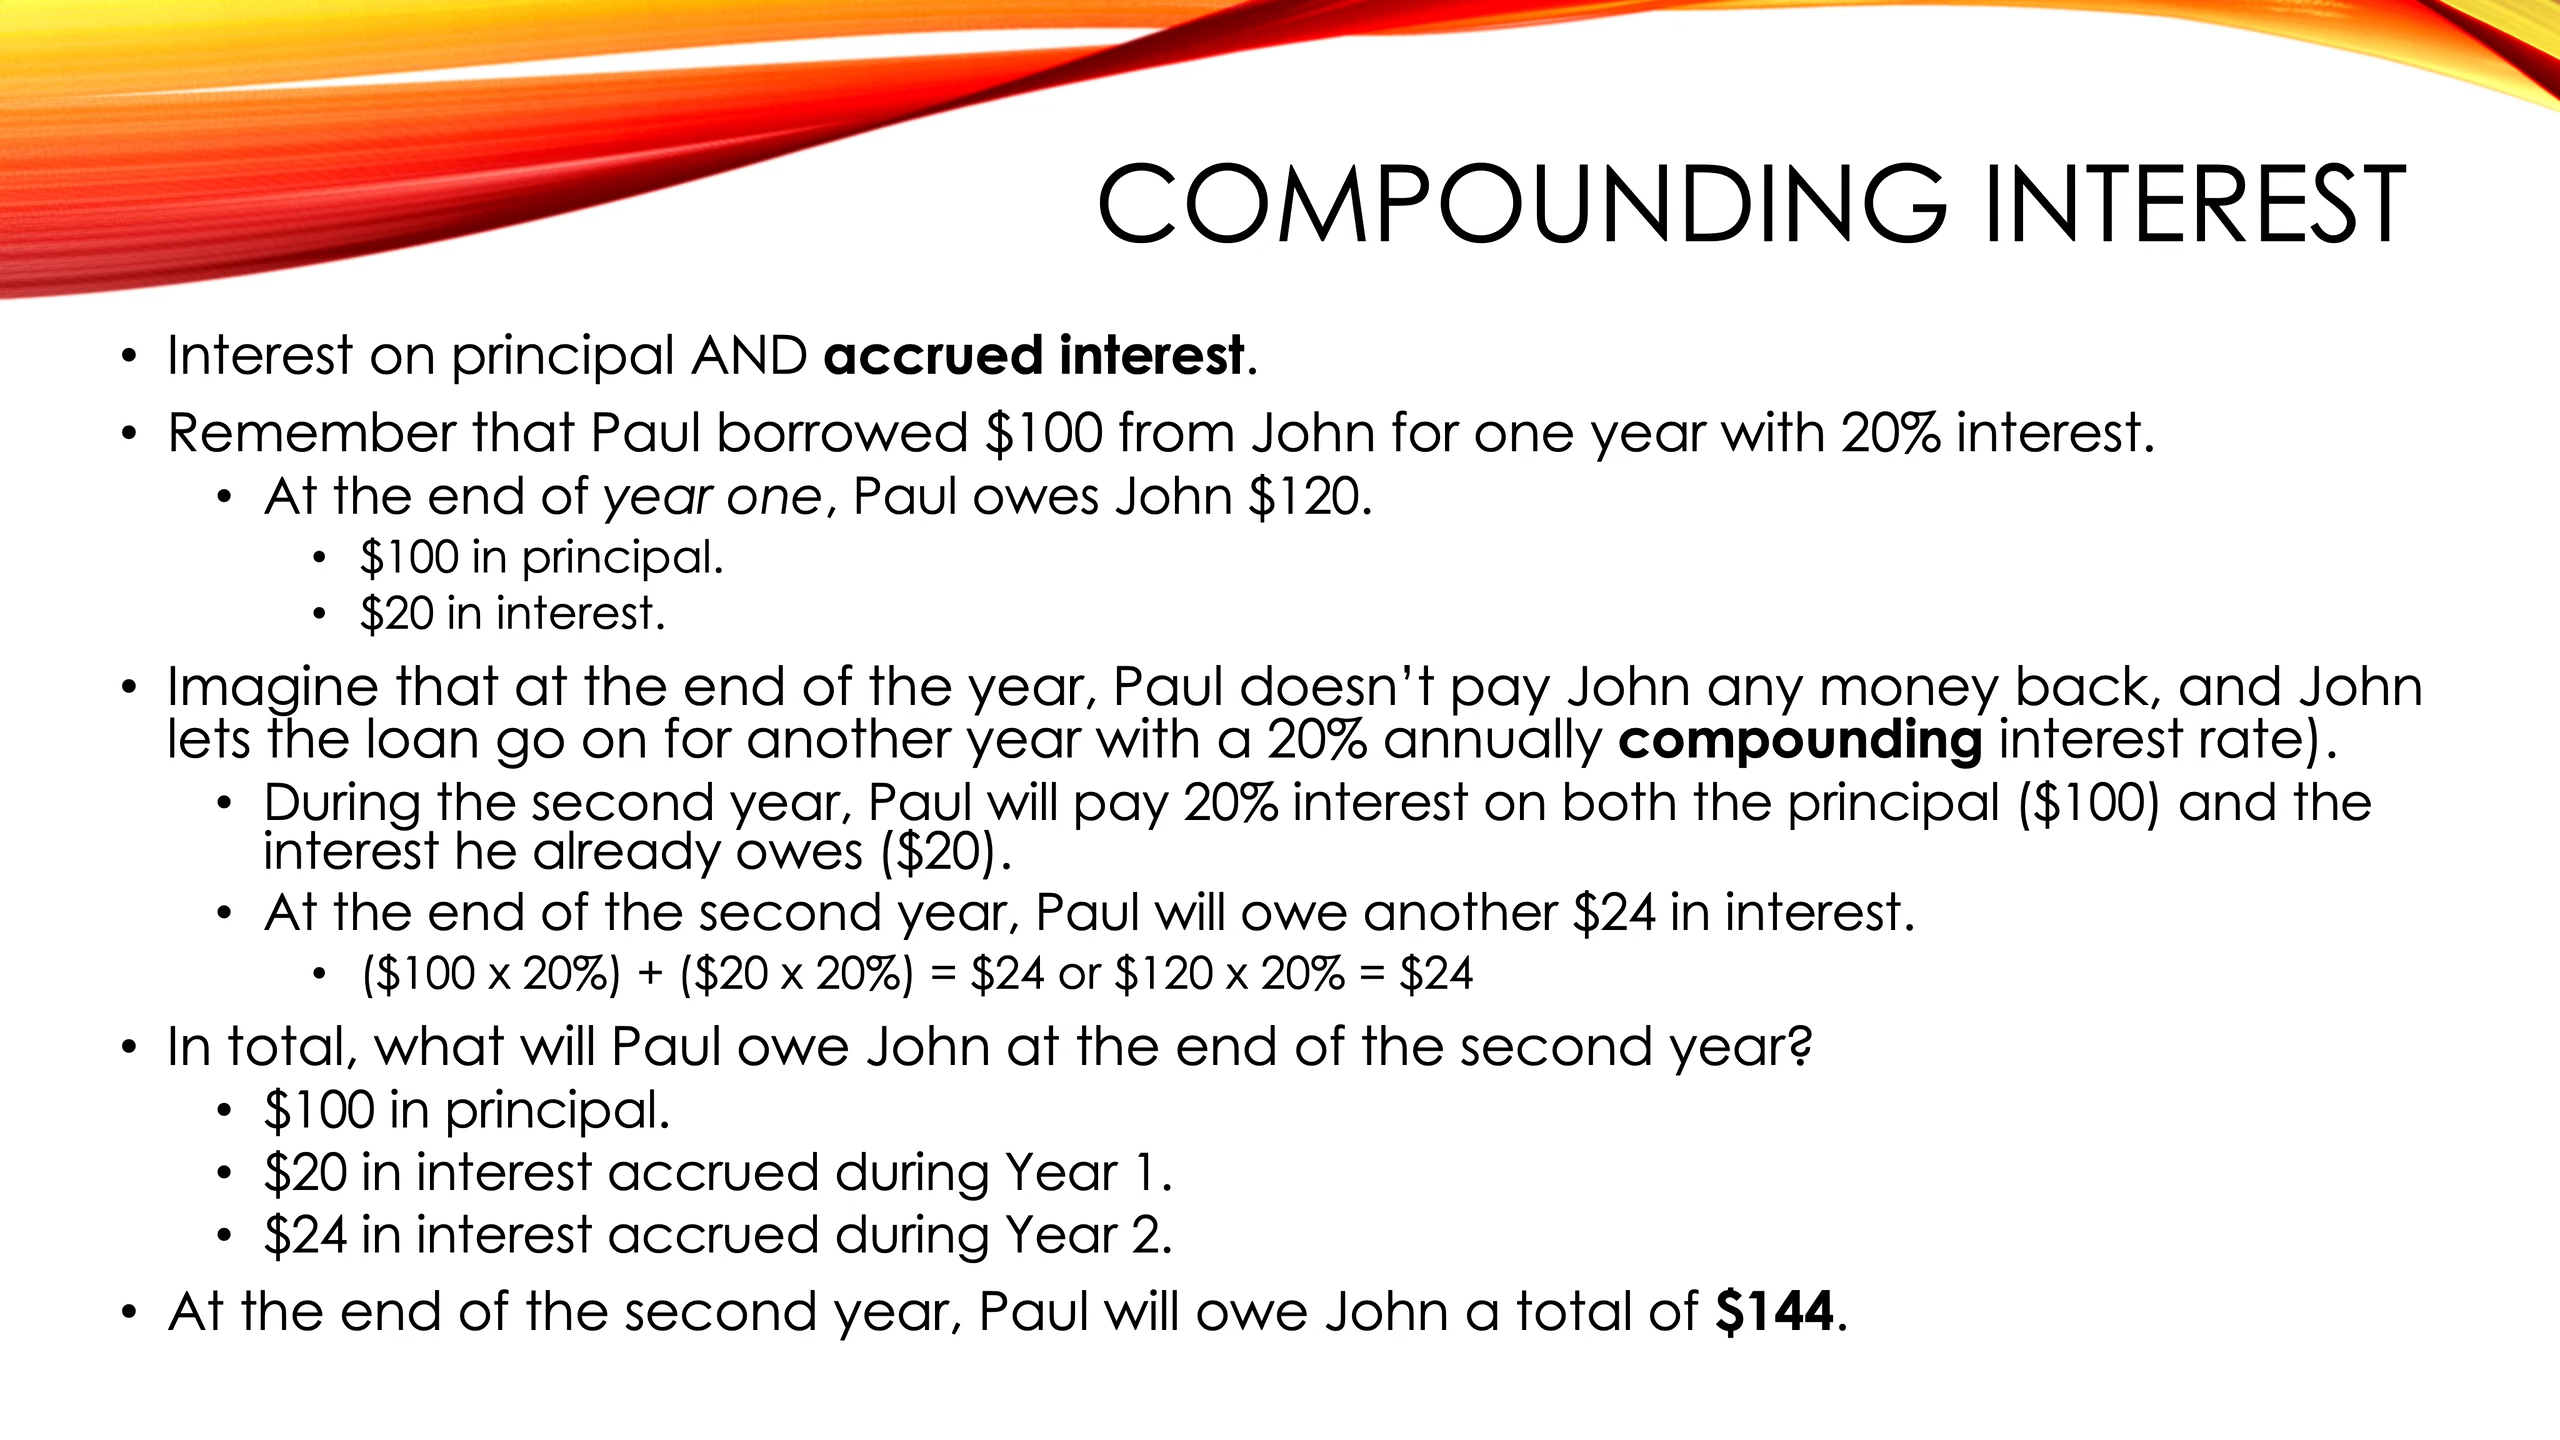 COMPOUNDING INTEREST
• Interest on principal AND accrued interest.
• Remember that Paul borrowed $100 from John for one year with 20% interest.
• At the end of year one, Paul owes John $120.
• $100 in principal.
• $20 in interest.
• Imagine that at the end of the year, Paul doesn’t pay John any money back, and John
lets the loan go on for another year with a 20% annually compounding interest rate).
• During the second year, Paul will pay 20% interest on both the principal ($100) and the
interest he already owes ($20).
• At the end of the second year, Paul will owe another $24 in interest.
• ($100 x 20%) + ($20 x 20%) = $24 or $120 x 20% = $24
• In total, what will Paul owe John at the end of the second year?
• $100 in principal.
• $20 in interest accrued during Year 1.
• $24 in interest accrued during Year 2.
• At the end of the second year, Paul will owe John a total of $144.